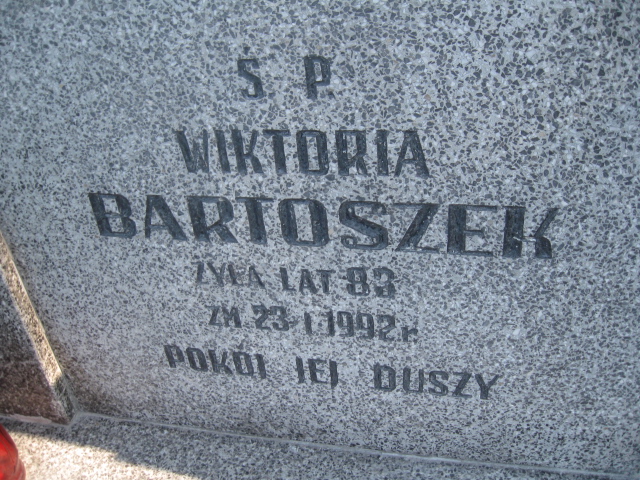 Ś P.
WIKTORIA
BARTOSZEK
ŻYŁA LAT 83
ZM 23-I.1992 r.
POKÓJ JEJ DUSZY